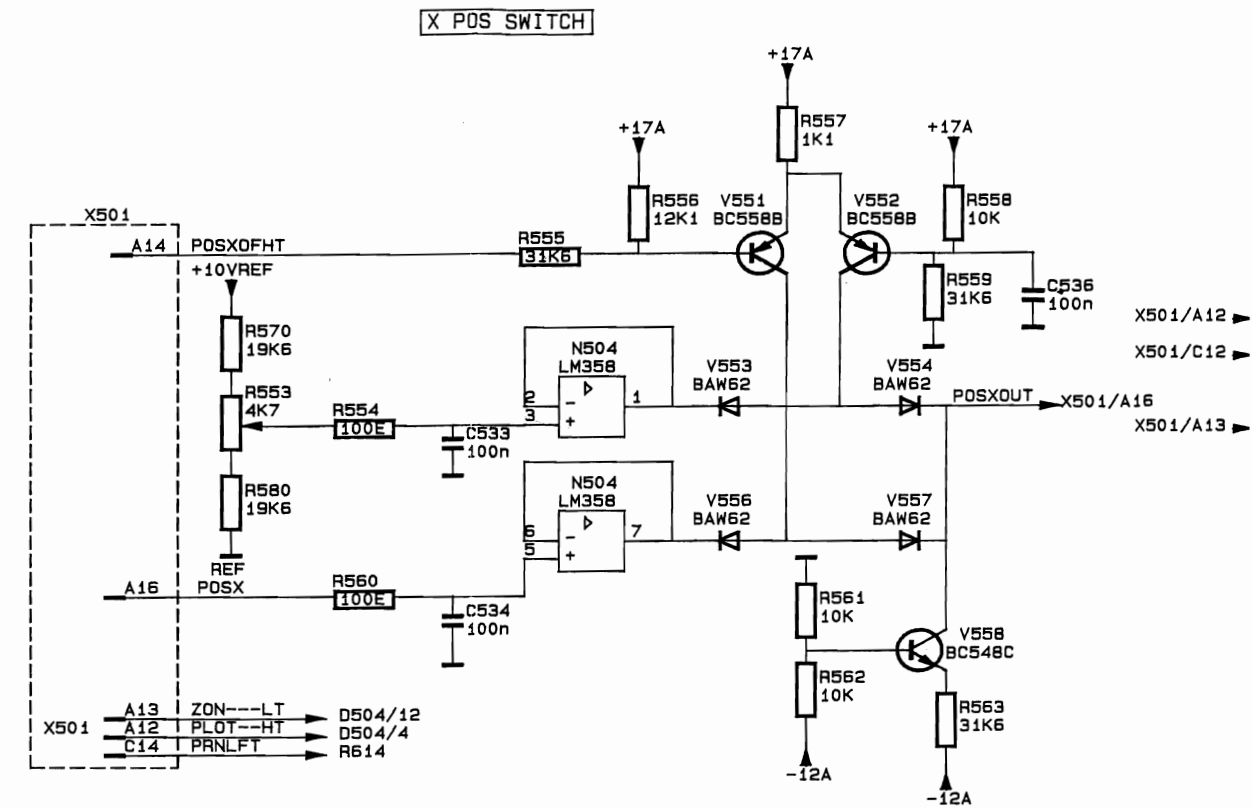 X POS SWITCH
+17A
R557
1K1
+17A
+17A
R556
12K1
V551
BC558B
V552
BC558B
R558
10K
X501
A14 POSXOFHT
R555
31K6
+10VREF
R559
31K6
C536
100n
X501/A12
X501/C12
R570
19K6
N504
LM358
V553
BAW62
V554
BAW62
POSXOUT
X501/A16
X501/A13
R553
4K7
R554
100E
2
3
-
+
1
C533
100n
R580
19K6
N504
LM358
V556
BAW62
V557
BAW62
6
5
-
+
7
REF
A16 POSX
R560
100E
C534
100n
R561
10K
V558
BC548C
R562
10K
R563
31K6
X501
A13 ZON---LT D504/12
A12 PLOT--HT D504/4
C14 PRNLFT R614
-12A
-12A